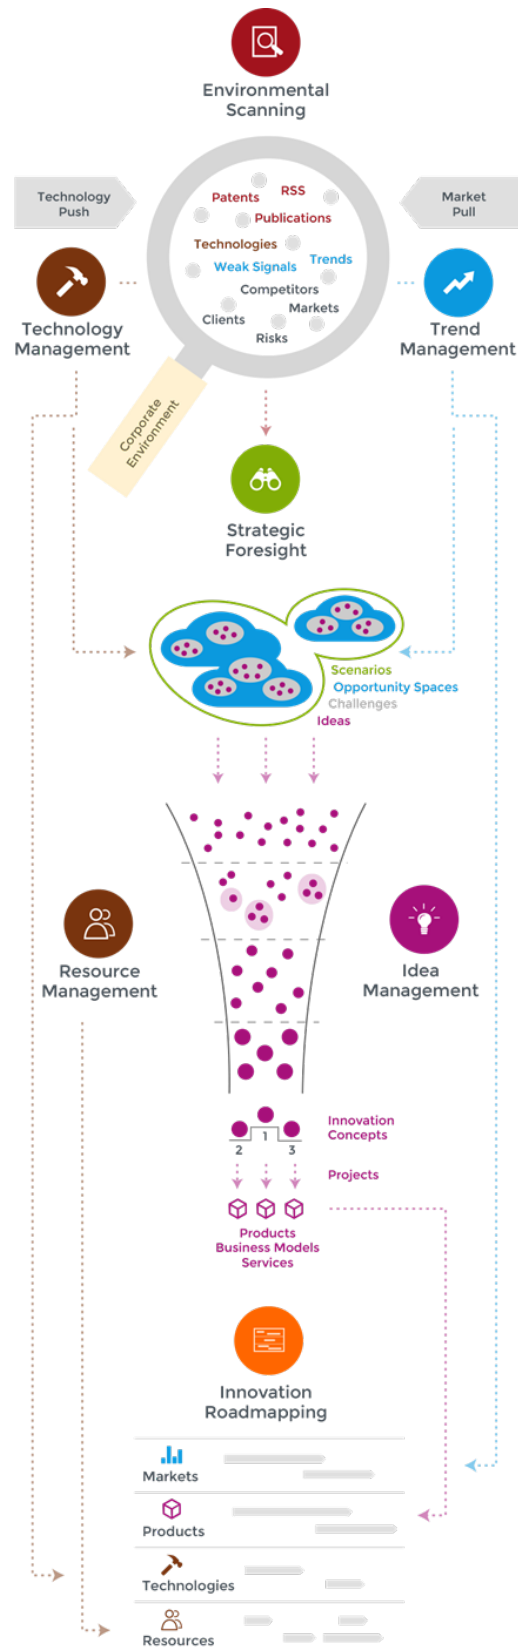 Environmental
Scanning
Technology
Push
Market
Pull
Patents
RSS
Publications
Technologies
Weak Signals
Trends
Competitors
Markets
Clients
Risks
Technology
Management
Trend
Management
Corporate
Environment
Strategic
Foresight
Scenarios
Opportunity Spaces
Challenges
Ideas
Resource
Management
Idea
Management
Innovation
Concepts
2 1 3
Projects
Products
Business Models
Services
Innovation
Roadmapping
Markets
Products
Technologies
Resources